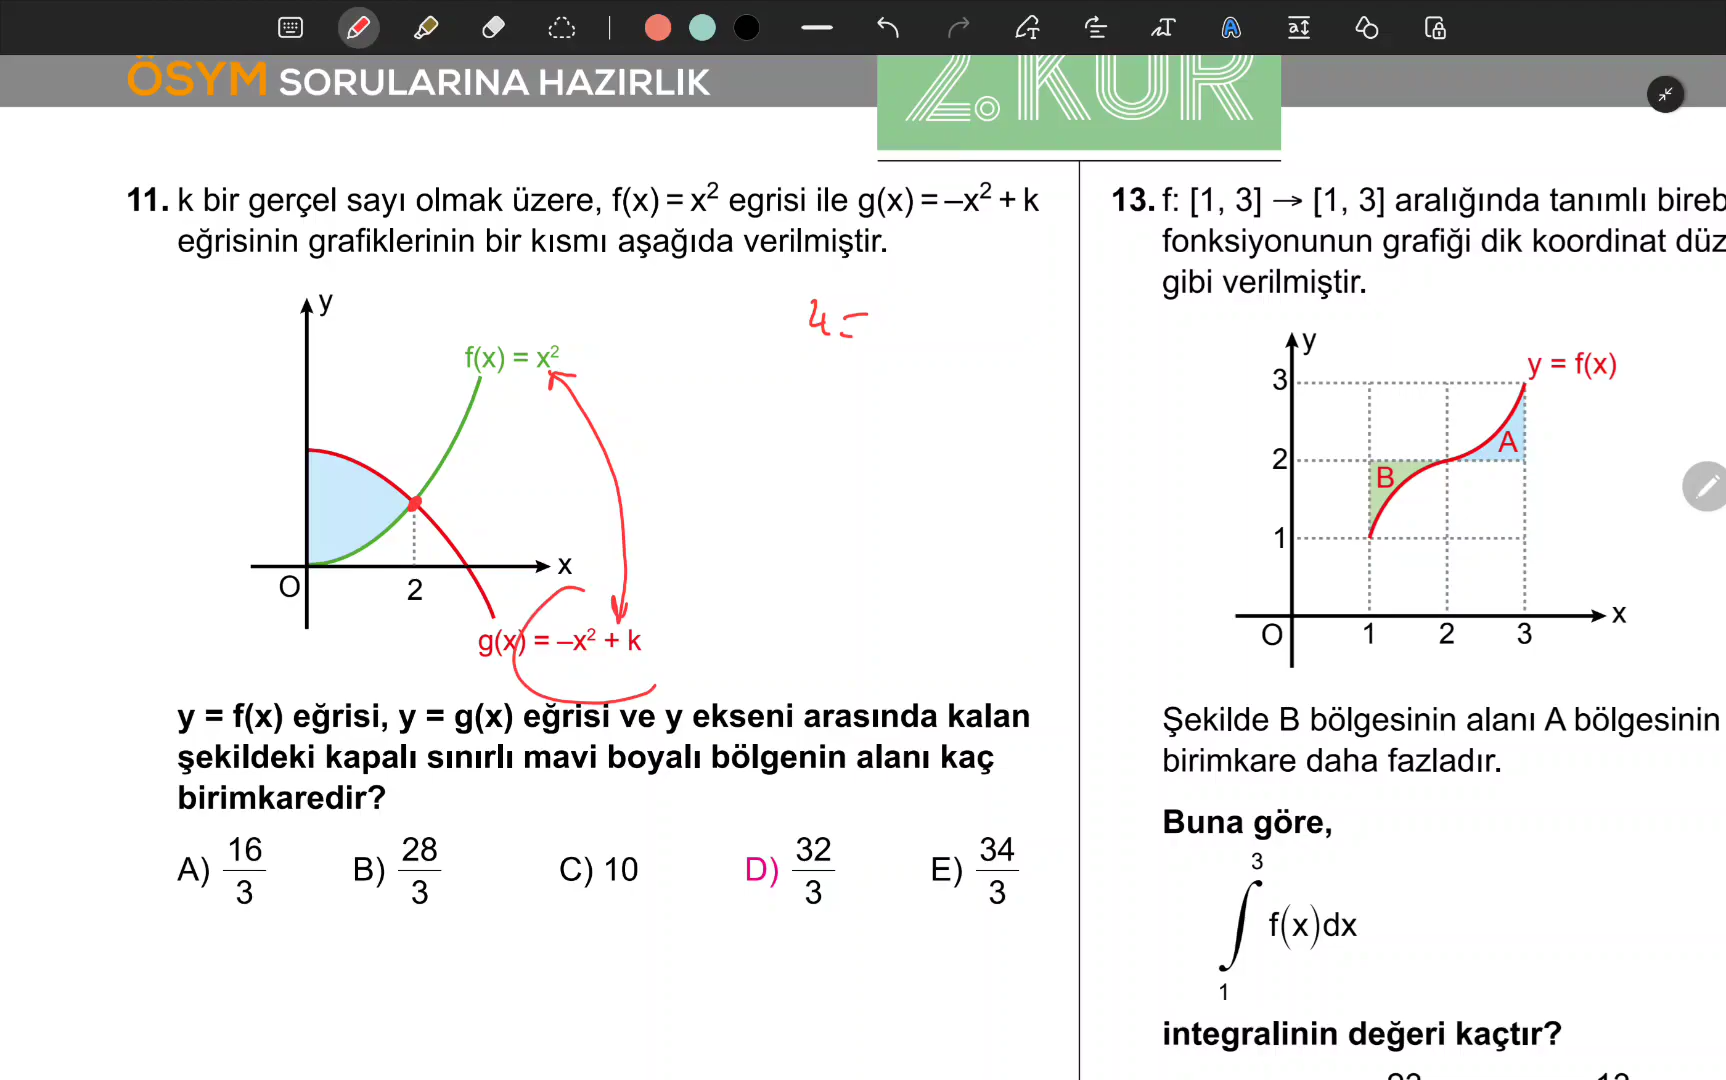 ÖSYM SORULARINA HAZIRLIK
2. KUR
11. k bir gerçel sayı olmak üzere, f(x) = x² egrisi ile g(x) = –x² + k
eğrisinin grafiklerinin bir kısmı aşağıda verilmiştir.
y
4 =
f(x) = x²
x
O
2
g(x) = –x² + k
y = f(x) eğrisi, y = g(x) eğrisi ve y ekseni arasında kalan
şekildeki kapalı sınırlı mavi boyalı bölgenin alanı kaç
birimkaredir?
A) 16/3 B) 28/3 C) 10 D) 32/3 E) 34/3
13. f: [1, 3] → [1, 3] aralığında tanımlı bireb
fonksiyonunun grafiği dik koordinat düz
gibi verilmiştir.
y
y = f(x)
3
A
2
B
1
x
O
1 2 3
Şekilde B bölgesinin alanı A bölgesinin
birimkare daha fazladır.
Buna göre,
3
∫ f(x)dx
1
integralinin değeri kaçtır?